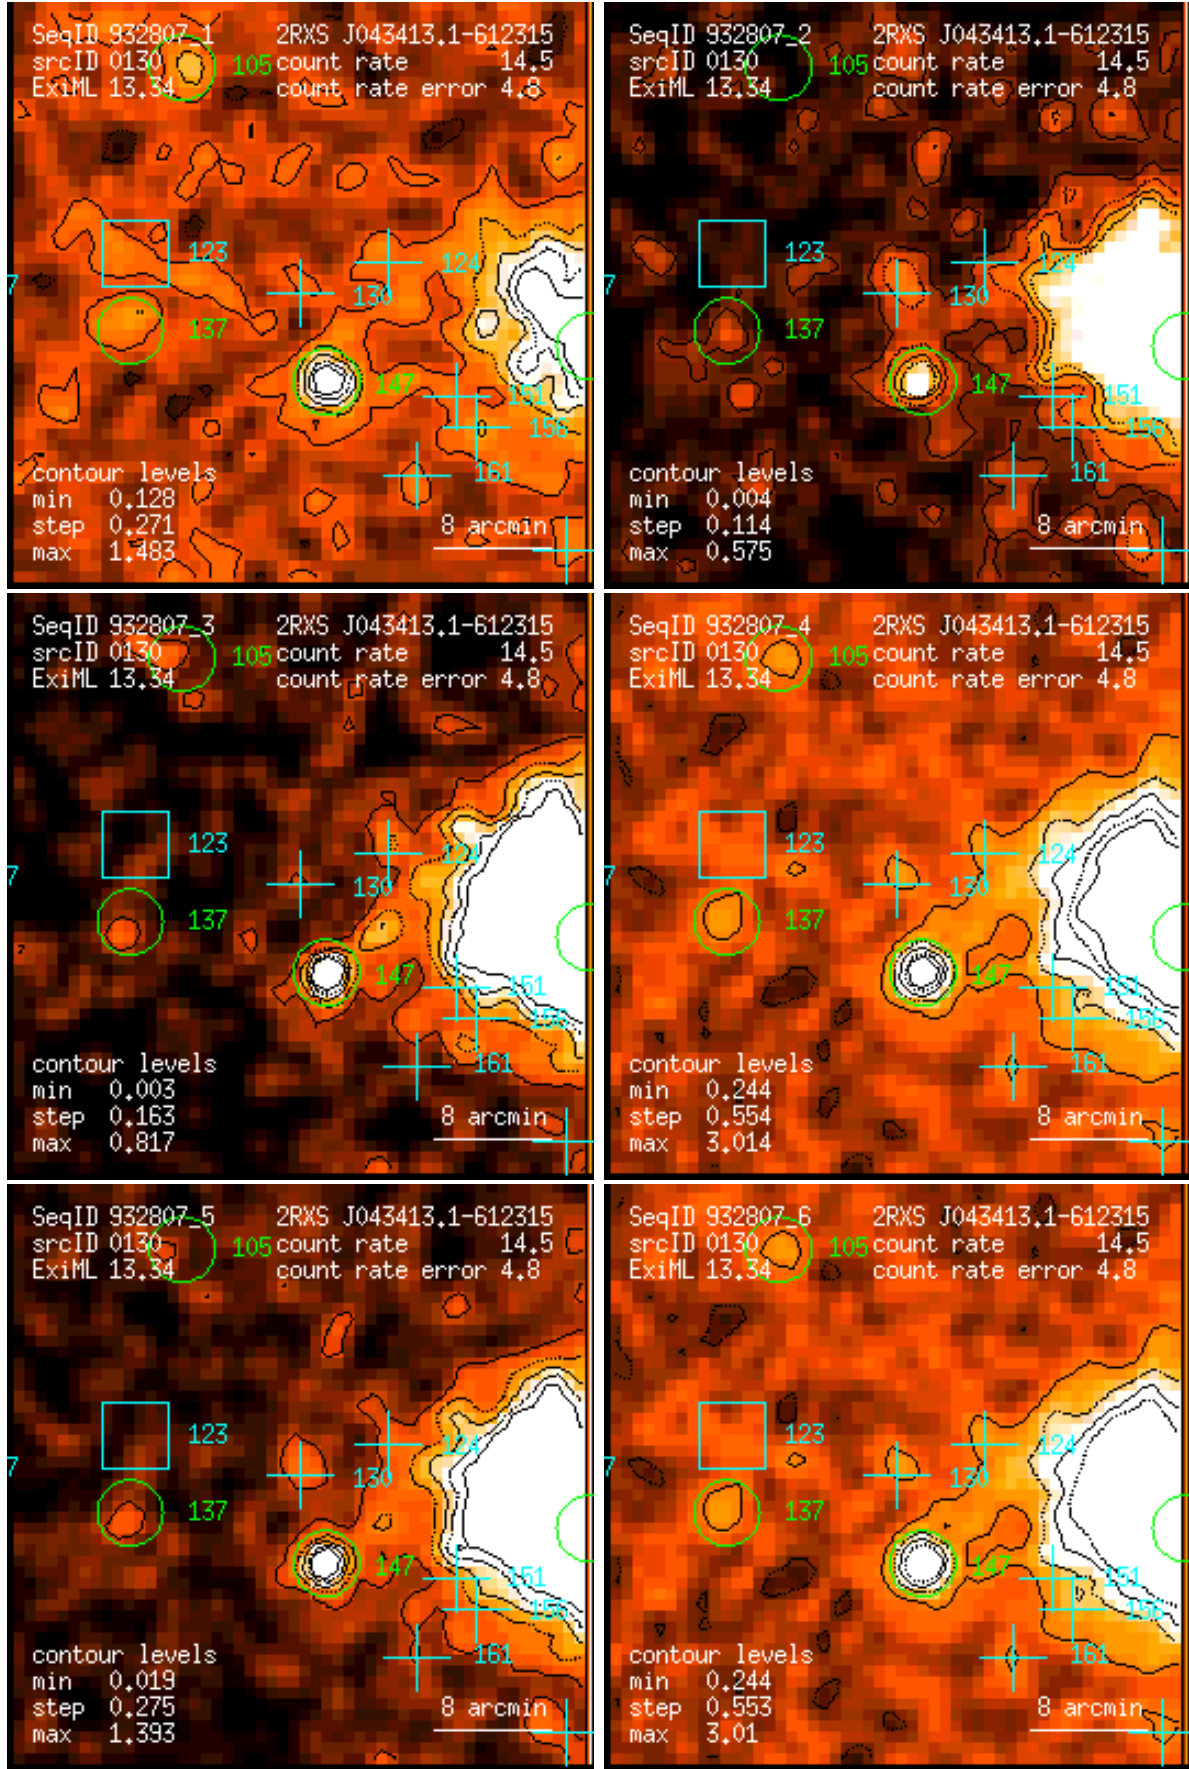 SeqID 932807_1 2RXS J043413.1-612315
srcID 0130 105 count rate 14.5
ExiML 13.34 count rate error 4.8
123 124
7 130
137
147 151
156
contour levels 161
min 0.128
step 0.271 8 arcmin
max 1.483
SeqID 932807_2 2RXS J043413.1-612315
srcID 0130 105 count rate 14.5
ExiML 13.34 count rate error 4.8
123 124
7 130
137
147 151
156
contour levels 161
min 0.004
step 0.114 8 arcmin
max 0.575
SeqID 932807_3 2RXS J043413.1-612315
srcID 0130 105 count rate 14.5
ExiML 13.34 count rate error 4.8
123 124
7 130
137
147 151
156
contour levels 161
min 0.003
step 0.163 8 arcmin
max 0.817
SeqID 932807_4 2RXS J043413.1-612315
srcID 0130 105 count rate 14.5
ExiML 13.34 count rate error 4.8
123 124
7 130
137
147 151
156
contour levels 161
min 0.244
step 0.554 8 arcmin
max 3.014
SeqID 932807_5 2RXS J043413.1-612315
srcID 0130 105 count rate 14.5
ExiML 13.34 count rate error 4.8
123 124
7 130
137
147 151
156
contour levels 161
min 0.019
step 0.275 8 arcmin
max 1.393
SeqID 932807_6 2RXS J043413.1-612315
srcID 0130 105 count rate 14.5
ExiML 13.34 count rate error 4.8
123 124
7 130
137
147 151
156
contour levels 161
min 0.244
step 0.553 8 arcmin
max 3.01